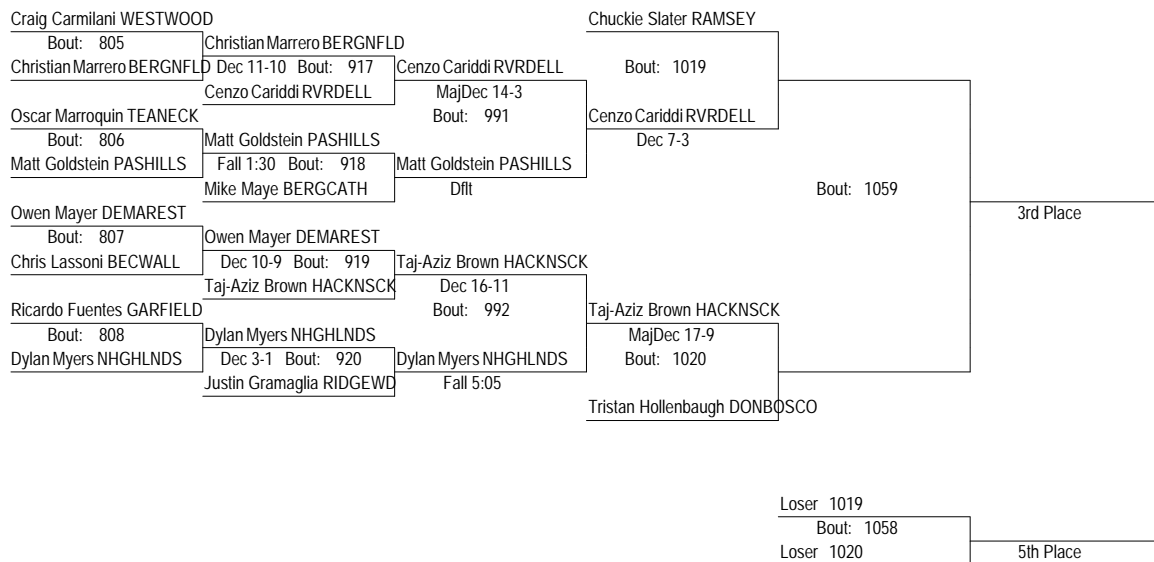 Craig Carmilani WESTWOOD
Chuckie Slater RAMSEY
Bout: 805
Christian Marrero BERGNFLD
Christian Marrero BERGNFLD
Dec 11-10 Bout: 917
Cenzo Cariddi RVRDELL
Bout: 1019
Cenzo Cariddi RVRDELL
MajDec 14-3
Oscar Marroquin TEANECK
Bout: 991
Cenzo Cariddi RVRDELL
Bout: 806
Matt Goldstein PASHILLS
Dec 7-3
Matt Goldstein PASHILLS
Fall 1:30 Bout: 918
Matt Goldstein PASHILLS
Mike Maye BERGCATH
Dflt
Bout: 1059
Owen Mayer DEMAREST
3rd Place
Bout: 807
Owen Mayer DEMAREST
Chris Lassoni BECWALL
Dec 10-9 Bout: 919
Taj-Aziz Brown HACKNSCK
Taj-Aziz Brown HACKNSCK
Dec 16-11
Ricardo Fuentes GARFIELD
Bout: 992
Taj-Aziz Brown HACKNSCK
Bout: 808
Dylan Myers NHGHLNDS
MajDec 17-9
Dylan Myers NHGHLNDS
Dec 3-1 Bout: 920
Dylan Myers NHGHLNDS
Bout: 1020
Justin Gramaglia RIDGEWD
Fall 5:05
Tristan Hollenbaugh DONBOSCO
Loser 1019
Bout: 1058
Loser 1020
5th Place